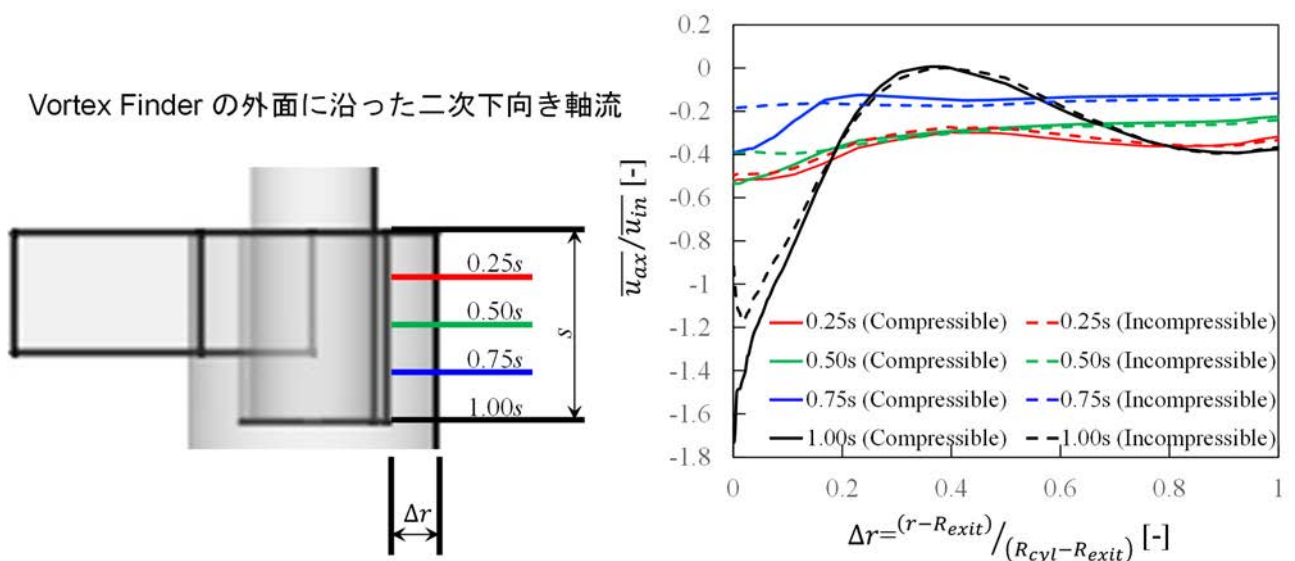 Vortex Finder の外面に沿った二次下向き軸流
0.25s
0.50s
0.75s
1.00s
s
Δr
0.2
0
-0.2
-0.4
-0.6
-0.8
-1
-1.2
-1.4
-1.6
-1.8
u_ax/u_in [-]
0.25s (Compressible) 0.25s (Incompressible)
0.50s (Compressible) 0.50s (Incompressible)
0.75s (Compressible) 0.75s (Incompressible)
1.00s (Compressible) 1.00s (Incompressible)
0 0.2 0.4 0.6 0.8 1
Δr=(r−R_exit)/(R_cyl−R_exit) [-]